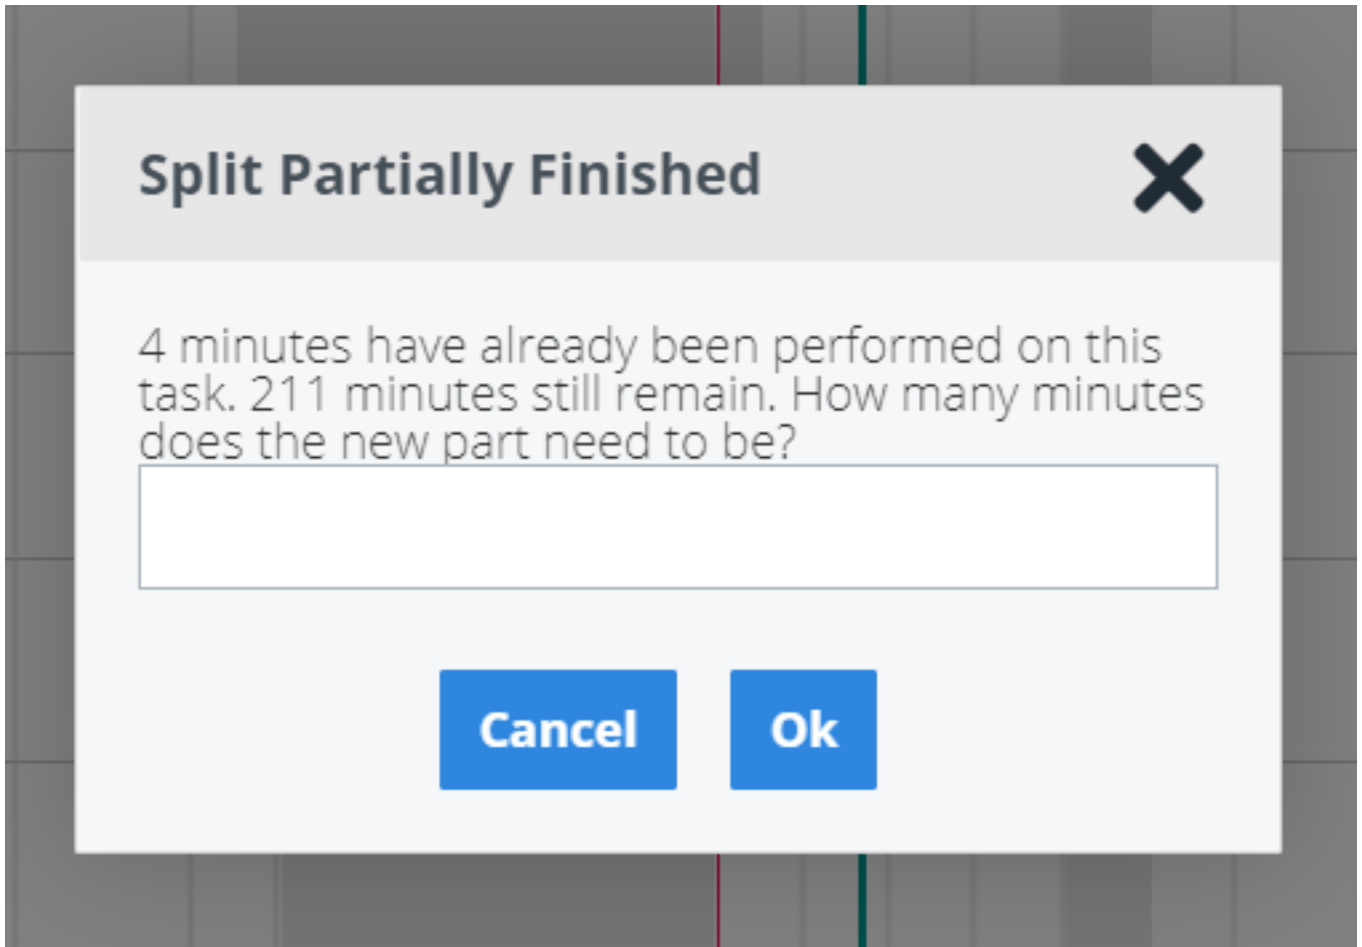 Split Partially Finished
4 minutes have already been performed on this
task. 211 minutes still remain. How many minutes
does the new part need to be?
Cancel
Ok